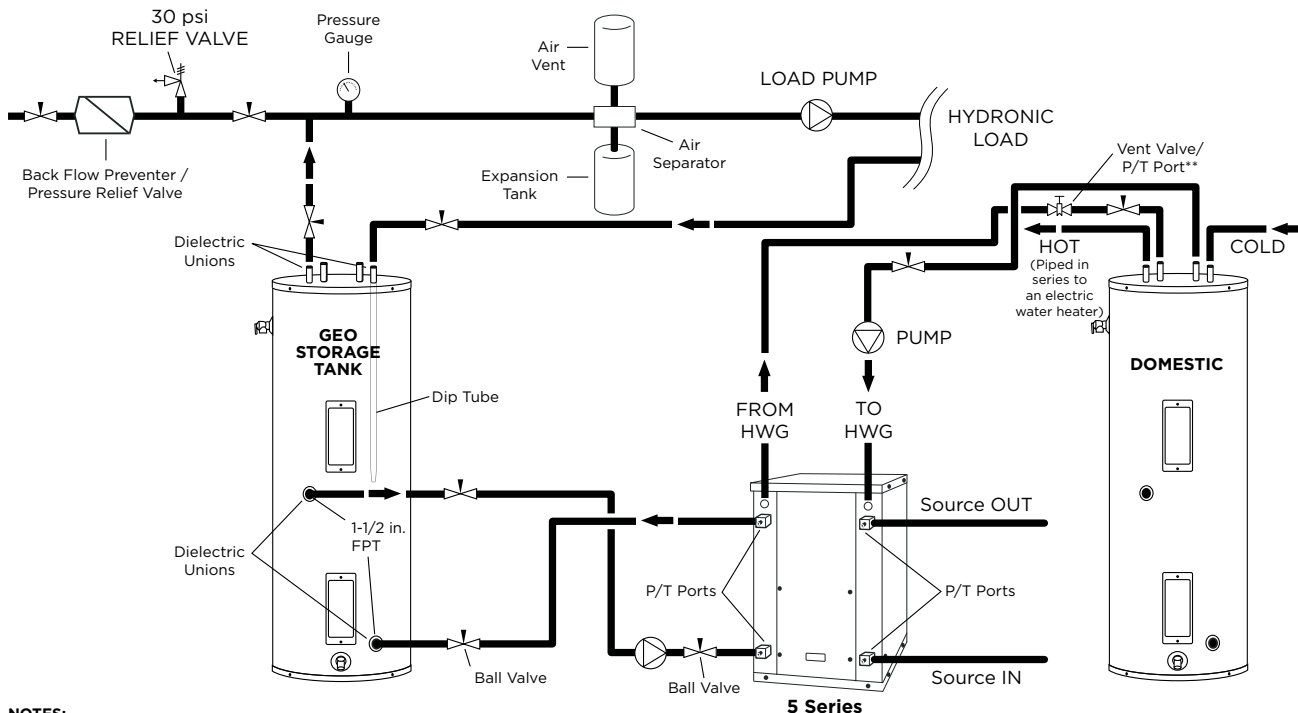 30 psi
RELIEF VALVE
Pressure
Gauge
Air
Vent
LOAD PUMP
HYDRONIC
LOAD
Vent Valve/
P/T Port**
Back Flow Preventer /
Pressure Relief Valve
Air
Separator
Expansion
Tank
Dielectric
Unions
HOT
(Piped in
series to
an electric
water heater)
COLD
GEO
STORAGE
TANK
PUMP
DOMESTIC
Dip Tube
FROM
HWG
TO
HWG
Source OUT
1-1/2 in.
FPT
Dielectric
Unions
P/T Ports
P/T Ports
Ball Valve
Ball Valve
Source IN
5 Series
NOTES: